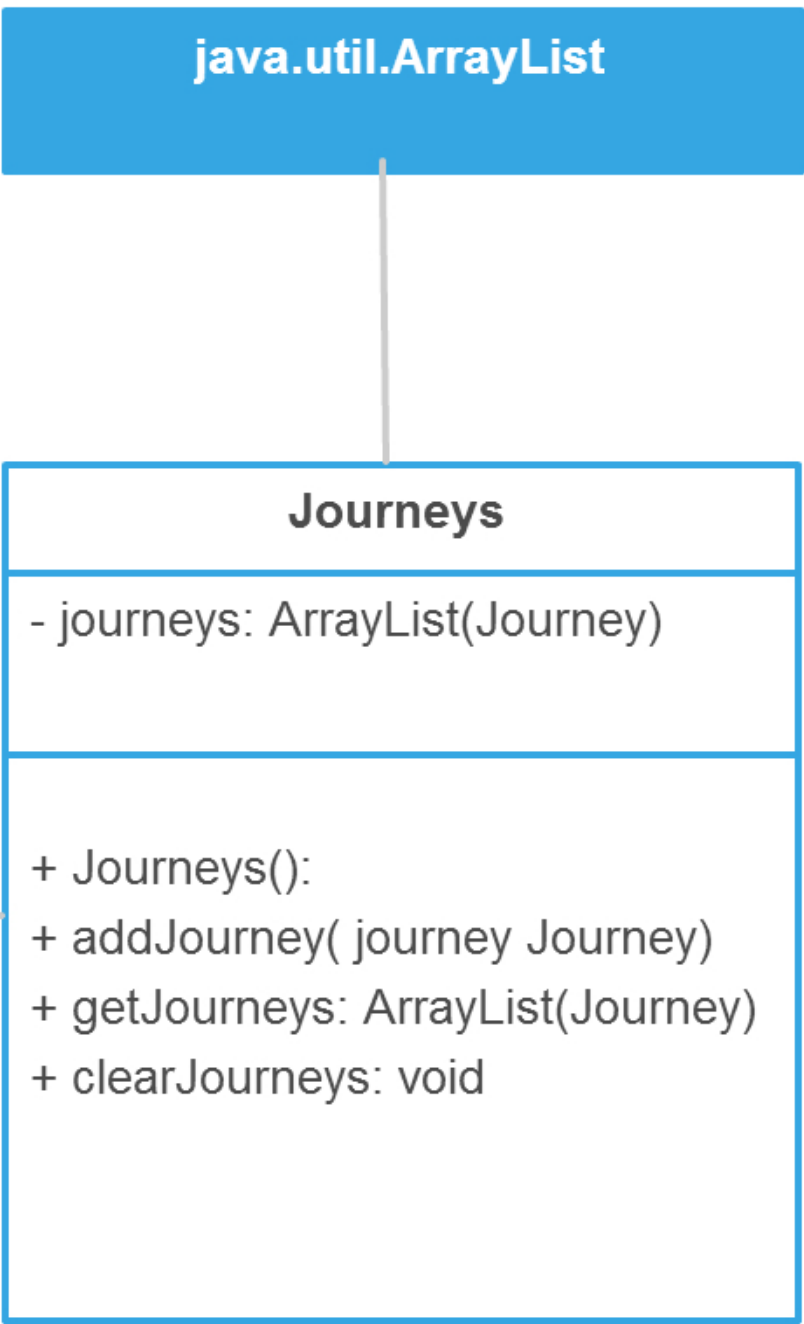 java.util.ArrayList
Journeys
- journeys: ArrayList(Journey)
+ Journeys():
+ addJourney( journey Journey)
+ getJourneys: ArrayList(Journey)
+ clearJourneys: void